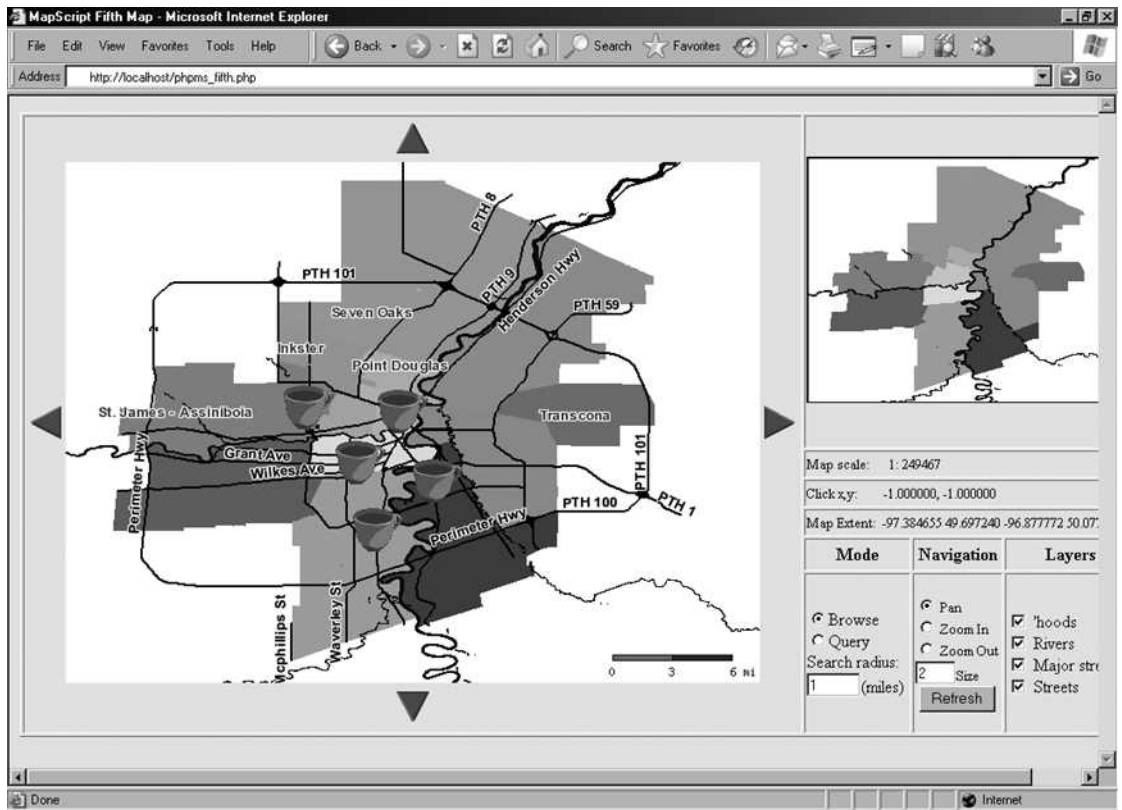 MapScript Fifth Map - Microsoft Internet Explorer
File Edit View Favorites Tools Help
Back Search Favorites
Address http://localhost/phpms_fifth.php Go
PTH 8
PTH 101
PTH 9
Henderson Hwy
PTH 59
Seven Oaks
Inkster
Point Douglas
St. James - Assiniboia
Transcona
Grant Ave
Wilkes Ave
Perimeter Hwy
PTH 101
PTH 100
PTH 1
Perimeter Hwy
Mcphillips St
Waverley St
0 3 6 mi
Map scale: 1: 249467
Click x,y: -1.000000, -1.000000
Map Extent: -97.384655 49.697240 -96.877772 50.077
Mode Navigation Layers
Browse
Query
Search radius:
1 (miles)
Pan
Zoom In
Zoom Out
2 Size
Refresh
'hoods
Rivers
Major stre
Streets
Done Internet